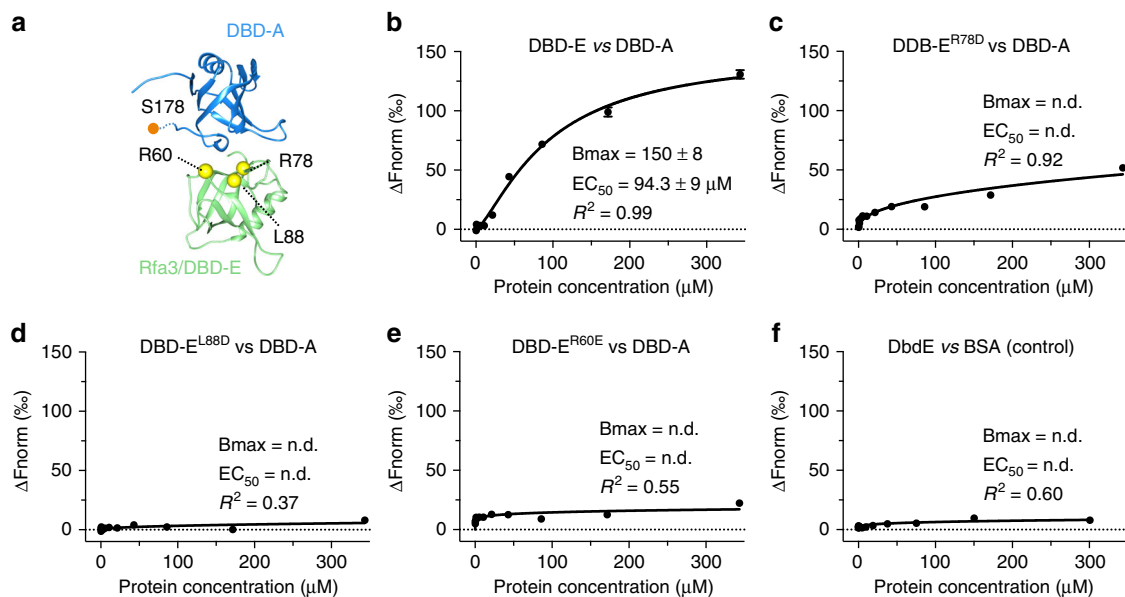 a
DBD-A
S178
R60
R78
L88
Rfa3/DBD-E
b
DBD-E vs DBD-A
150
100
50
0
ΔFnorm (‰)
Bmax = 150 ± 8
EC50 = 94.3 ± 9 μM
R2 = 0.99
0 100 200 300
Protein concentration (μM)
c
DDB-ER78D vs DBD-A
150
100
50
0
ΔFnorm (‰)
Bmax = n.d.
EC50 = n.d.
R2 = 0.92
0 100 200 300
Protein concentration (μM)
d
DBD-EL88D vs DBD-A
150
100
50
0
ΔFnorm (‰)
Bmax = n.d.
EC50 = n.d.
R2 = 0.37
0 100 200 300
Protein concentration (μM)
e
DBD-ER60E vs DBD-A
150
100
50
0
ΔFnorm (‰)
Bmax = n.d.
EC50 = n.d.
R2 = 0.55
0 100 200 300
Protein concentration (μM)
f
DbdE vs BSA (control)
150
100
50
0
ΔFnorm (‰)
Bmax = n.d.
EC50 = n.d.
R2 = 0.60
0 100 200 300
Protein concentration (μM)